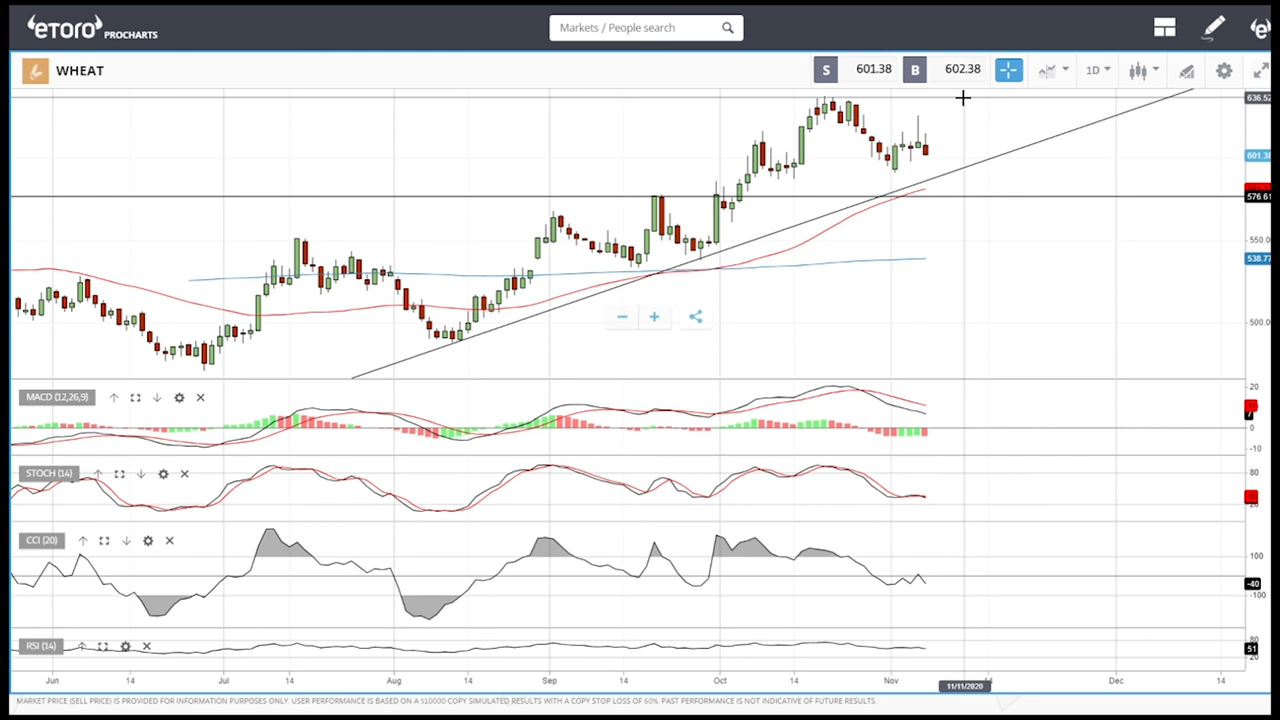 eTORO PROCHARTS
Markets / People search
WHEAT
S 601.38 B 602.38
1D
636.52
601.38
576.61
550.00
538.77
500.00
MACD (12,26,9)
20
0
-10
STOCH (14)
80
20
CCI (20)
100
-40
-100
RSI (14)
80
51
20
Jun 14 Jul 14 Aug 14 Sep 14 Oct 14 Nov Dec 14
11/11/2020
MARKET PRICE (SELL PRICE) IS PROVIDED FOR INFORMATION PURPOSES ONLY. USER PERFORMANCE IS BASED ON A $10000 COPY SIMULATED RESULTS WITH A COPY STOP LOSS OF 60%. PAST PERFORMANCE IS NOT INDICATIVE OF FUTURE RESULTS.